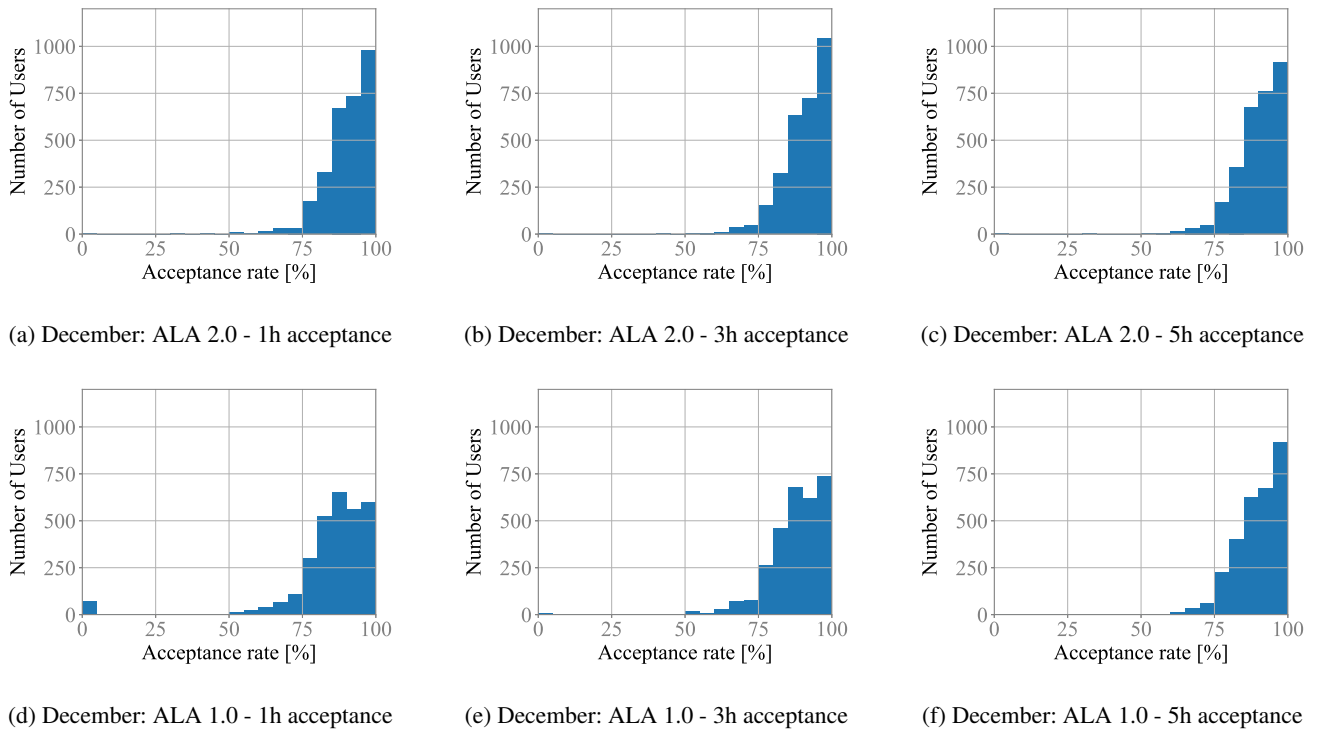 Number of Users
1000
750
500
250
0
0 25 50 75 100
Acceptance rate [%]
(a) December: ALA 2.0 - 1h acceptance
Number of Users
1000
750
500
250
0
0 25 50 75 100
Acceptance rate [%]
(b) December: ALA 2.0 - 3h acceptance
Number of Users
1000
750
500
250
0
0 25 50 75 100
Acceptance rate [%]
(c) December: ALA 2.0 - 5h acceptance
Number of Users
1000
750
500
250
0
0 25 50 75 100
Acceptance rate [%]
(d) December: ALA 1.0 - 1h acceptance
Number of Users
1000
750
500
250
0
0 25 50 75 100
Acceptance rate [%]
(e) December: ALA 1.0 - 3h acceptance
Number of Users
1000
750
500
250
0
0 25 50 75 100
Acceptance rate [%]
(f) December: ALA 1.0 - 5h acceptance